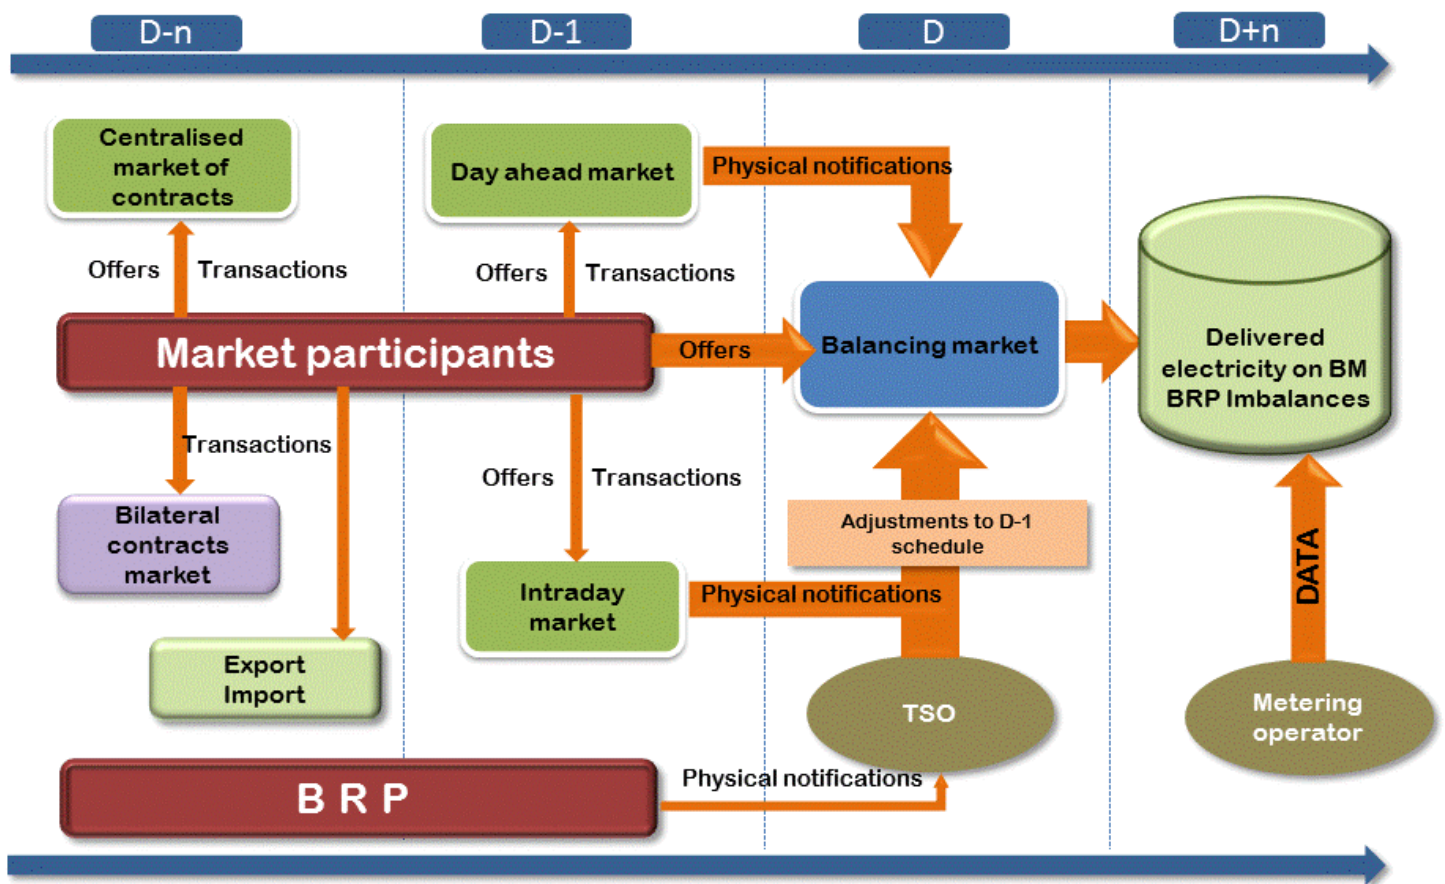 D-n
D-1
D
D+n
Centralised
market of
contracts
Day ahead market
Physical notifications
Offers
Transactions
Offers
Transactions
Market participants
Offers
Balancing market
Delivered
electricity on BM
BRP Imbalances
Transactions
Offers
Transactions
Bilateral
contracts
market
Adjustments to D-1
schedule
Intraday
market
Physical notifications
DATA
Export
Import
TSO
Metering
operator
B R P
Physical notifications